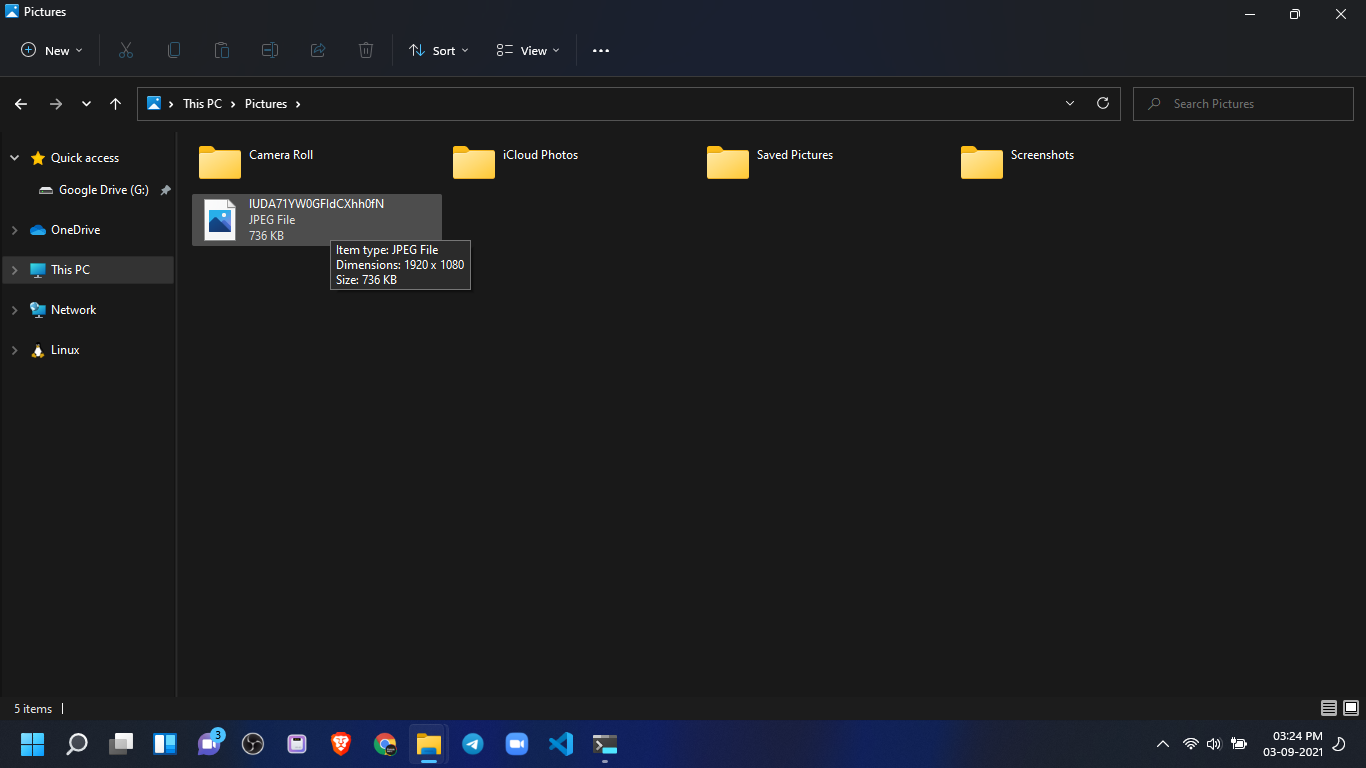 Pictures
New
Sort
View
This PC
Pictures
Search Pictures
Quick access
Google Drive (G:)
OneDrive
This PC
Network
Linux
Camera Roll
iCloud Photos
Saved Pictures
Screenshots
IUDA71YW0GFIdCXhh0fN
JPEG File
736 KB
Item type: JPEG File
Dimensions: 1920 x 1080
Size: 736 KB
5 items
3
03:24 PM
03-09-2021